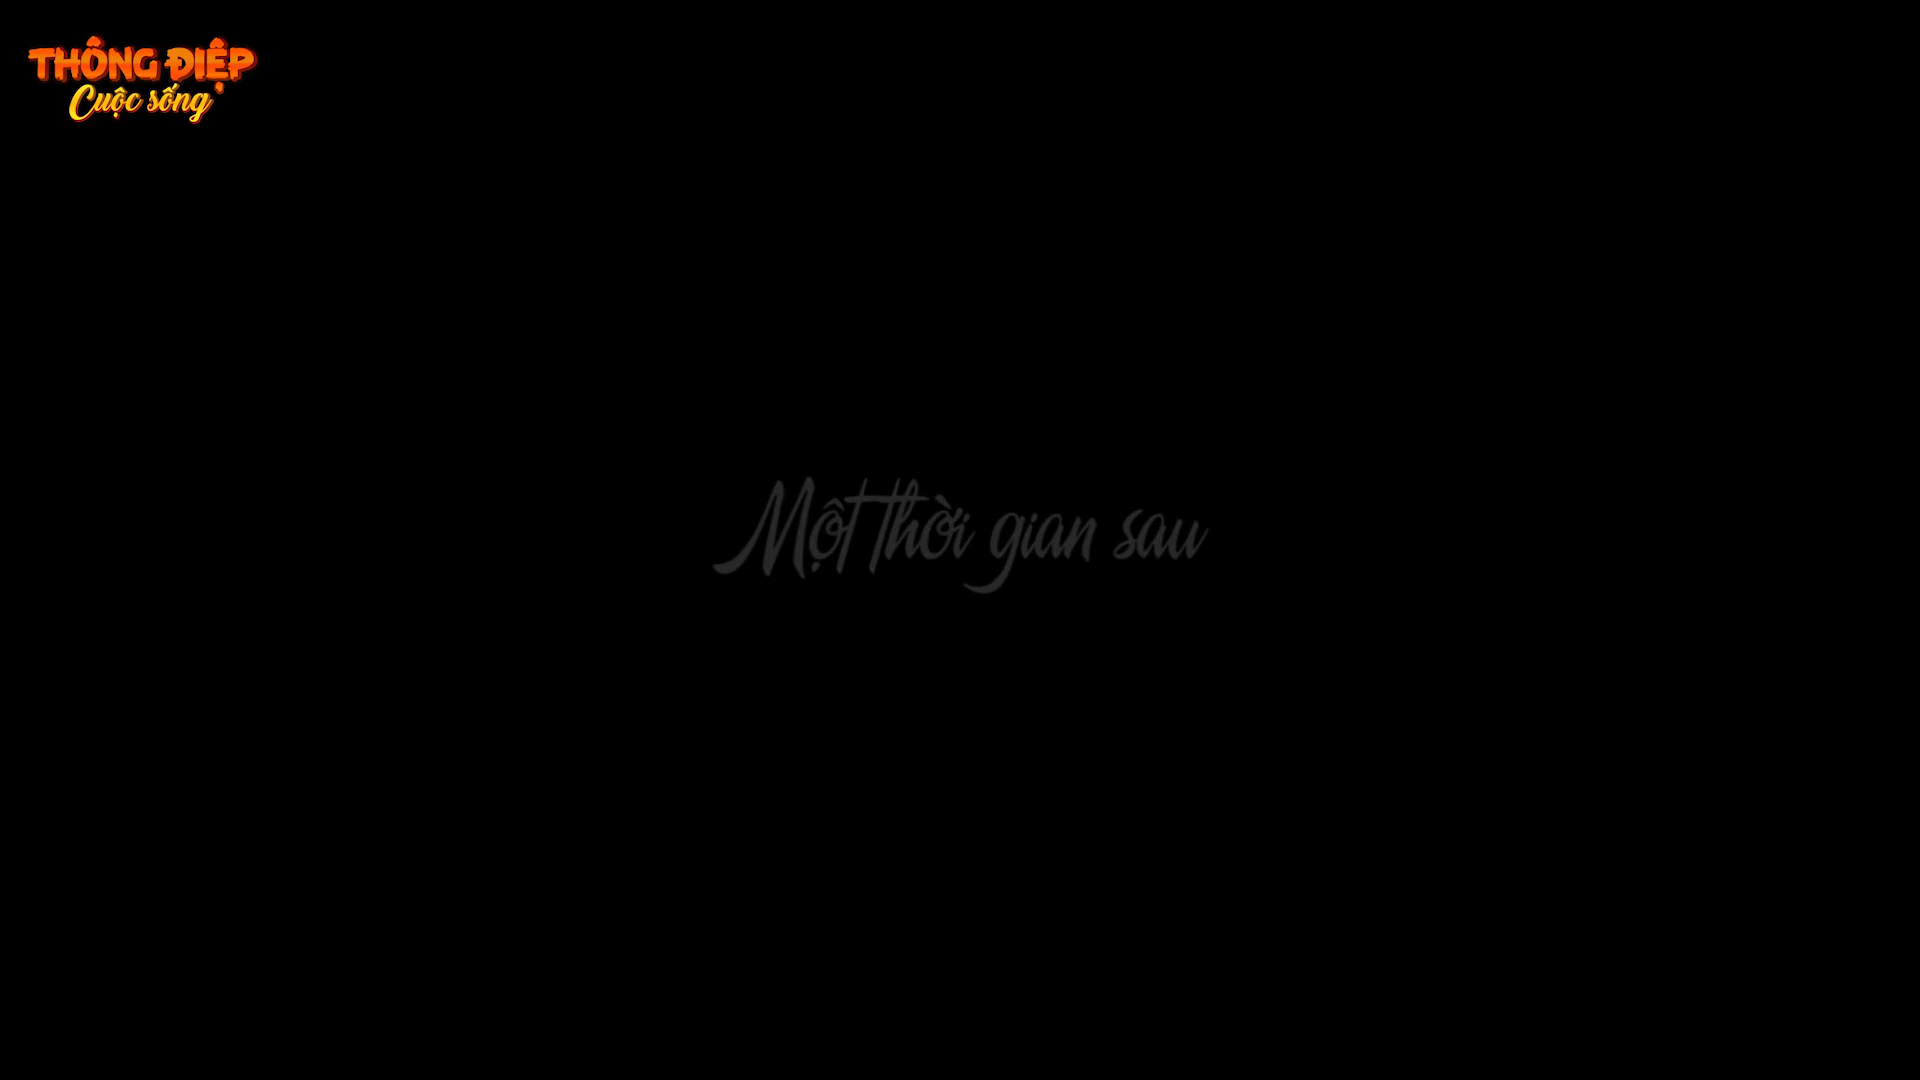 THÔNG ĐIỆP
Cuộc sống
Một thời gian sau